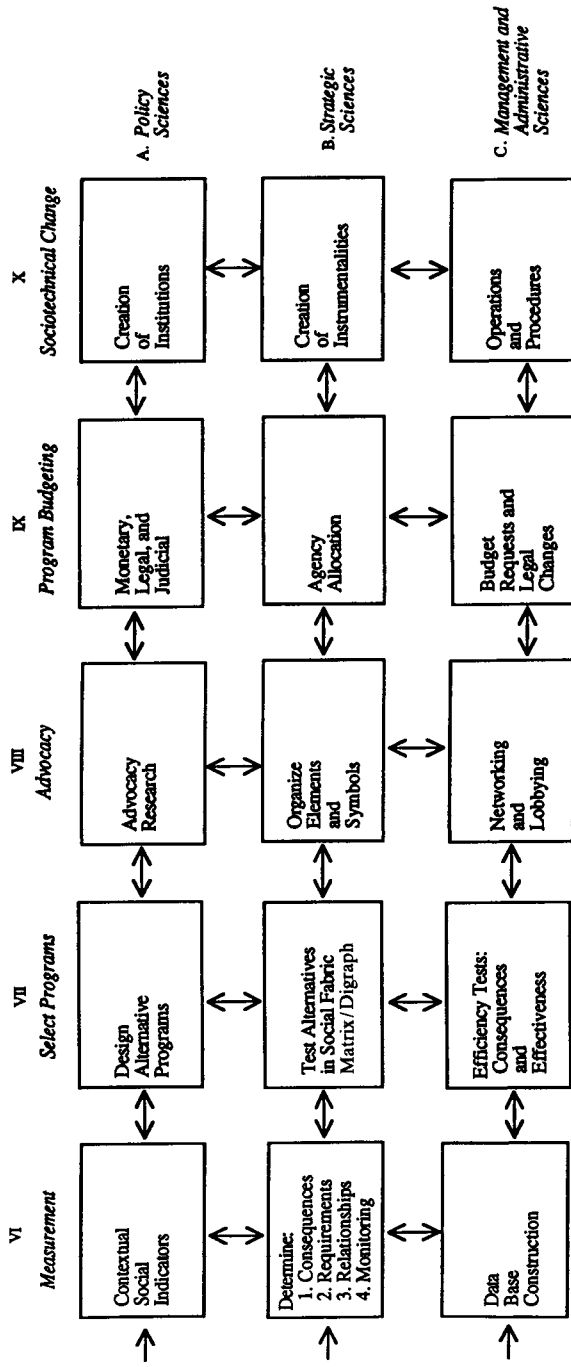 VI
Measurement
VII
Select Programs
VIII
Advocacy
IX
Program Budgeting
X
Sociotechnical Change
Contextual
Social
Indicators
Design
Alternative
Programs
Advocacy
Research
Monetary,
Legal, and
Judicial
Creation
of
Institutions
A. Policy
Sciences
Determine:
1. Consequences
2. Requirements
3. Relationships
4. Monitoring
Test Alternatives
in Social Fabric
Matrix / Digraph
Organize
Elements
and
Symbols
Agency
Allocation
Creation
of
Instrumentalities
B. Strategic
Sciences
Data
Base
Construction
Efficiency Tests:
Consequences
and
Effectiveness
Networking
and
Lobbying
Budget
Requests and
Legal
Changes
Operations
and
Procedures
C. Management and
Administrative
Sciences